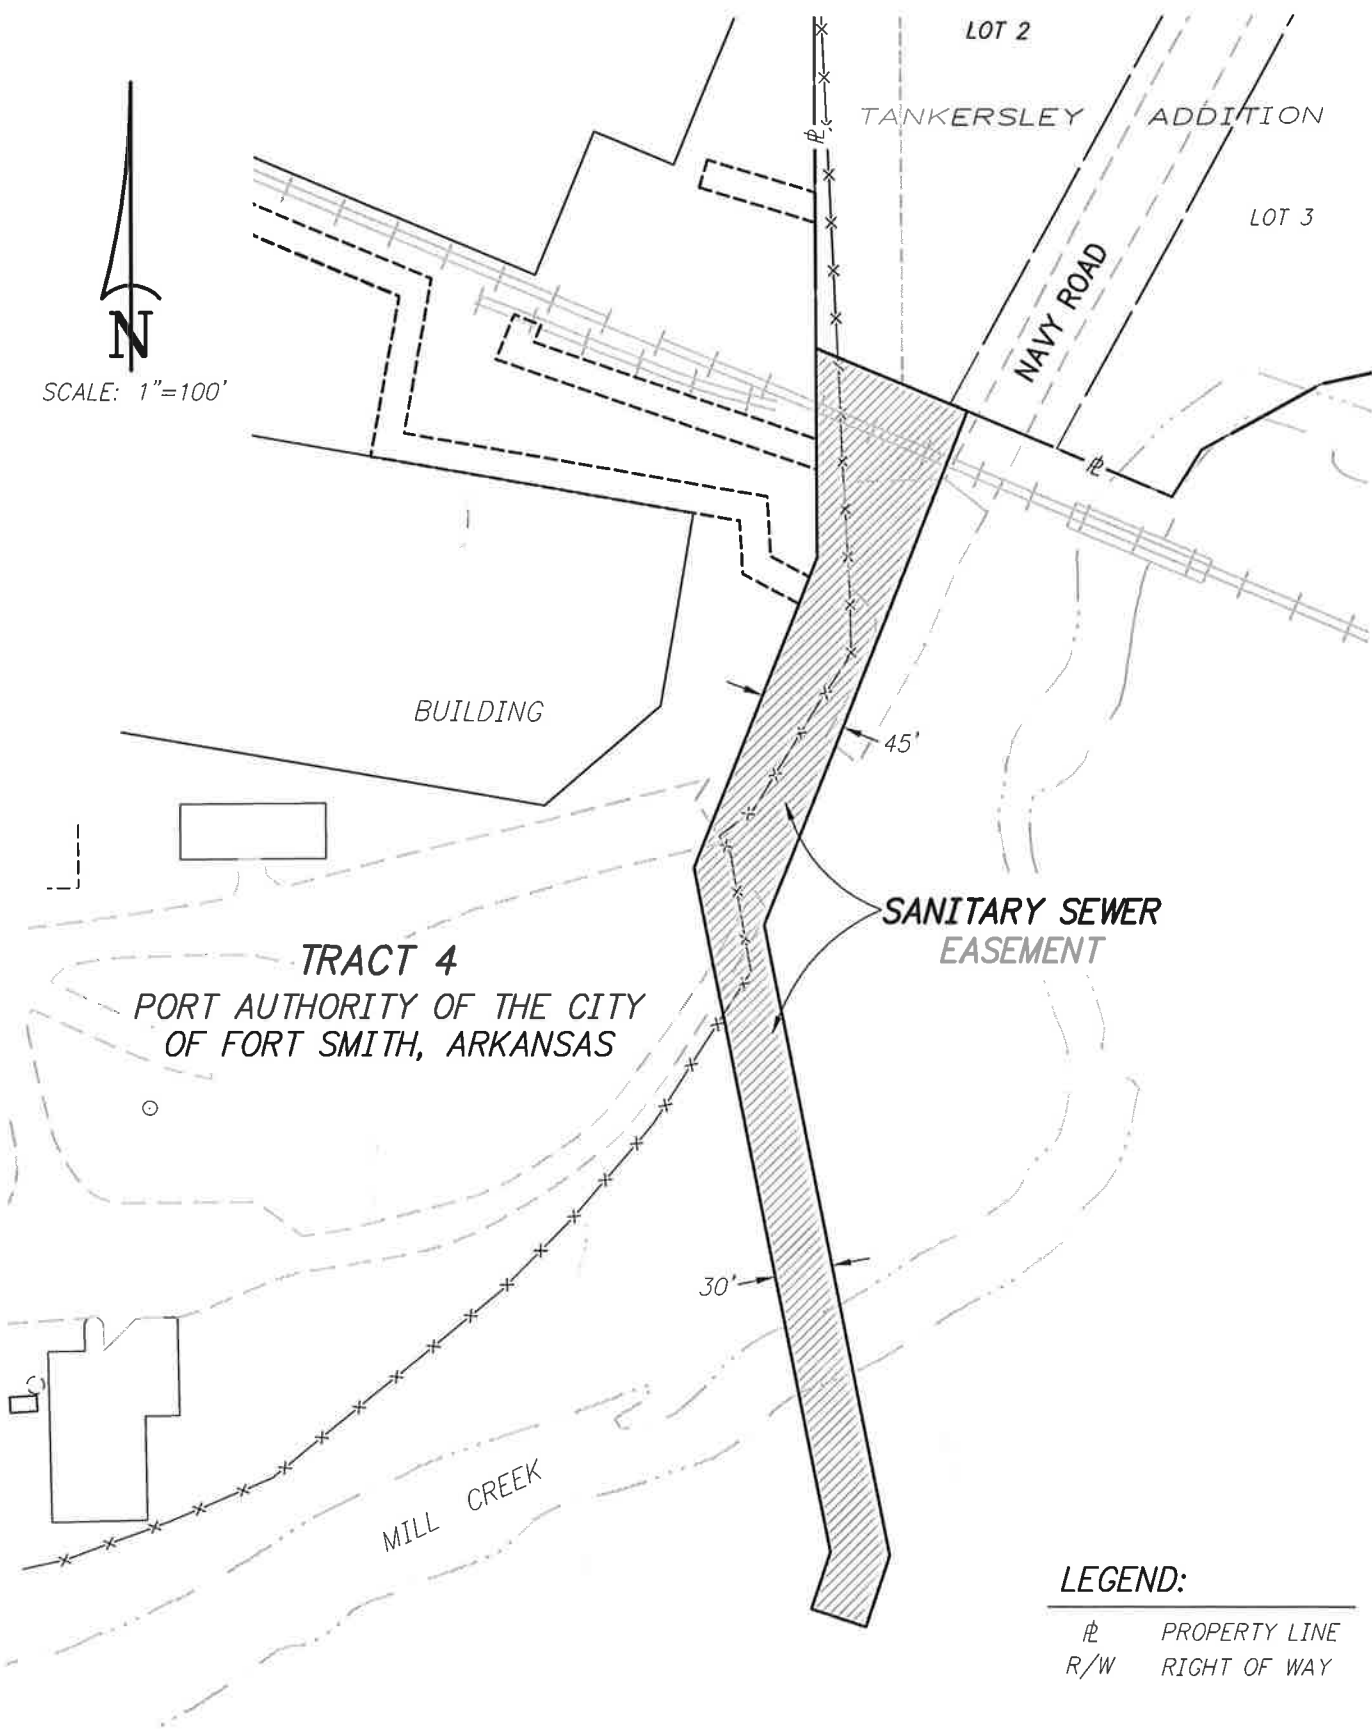 LOT 2
TANKERSLEY ADDITION
LOT 3
NAVY ROAD
℄
N
SCALE: 1"=100'
℄
BUILDING
45'
SANITARY SEWER
EASEMENT
TRACT 4
PORT AUTHORITY OF THE CITY
OF FORT SMITH, ARKANSAS
30'
MILL CREEK
LEGEND:
℄ PROPERTY LINE
R/W RIGHT OF WAY